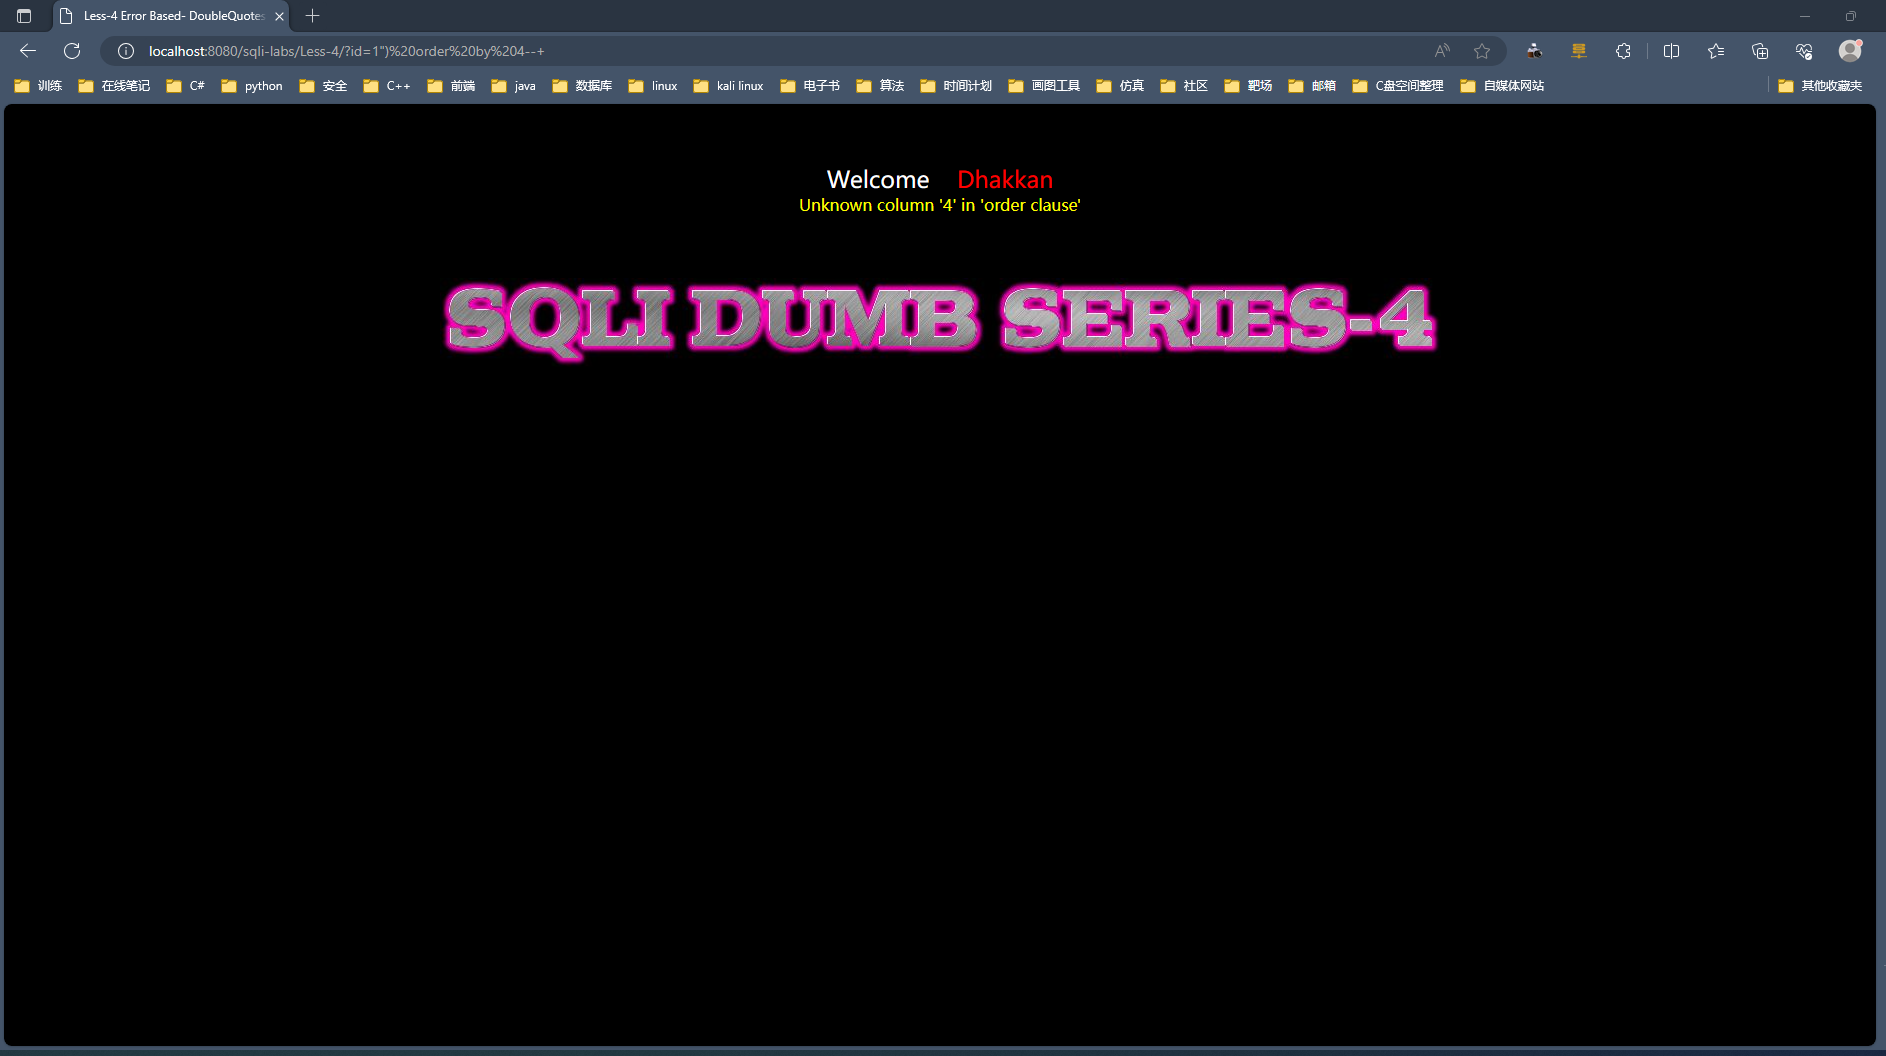 Less-4 Error Based- DoubleQuotes
localhost:8080/sqli-labs/Less-4/?id=1")%20order%20by%204--+
训练 在线笔记 C# python 安全 C++ 前端 java 数据库 linux kali linux 电子书 算法 时间计划 画图工具 仿真 社区 靶场 邮箱 C盘空间整理 自媒体网站 其他收藏夹
Welcome Dhakkan
Unknown column '4' in 'order clause'
SQLI DUMB SERIES-4